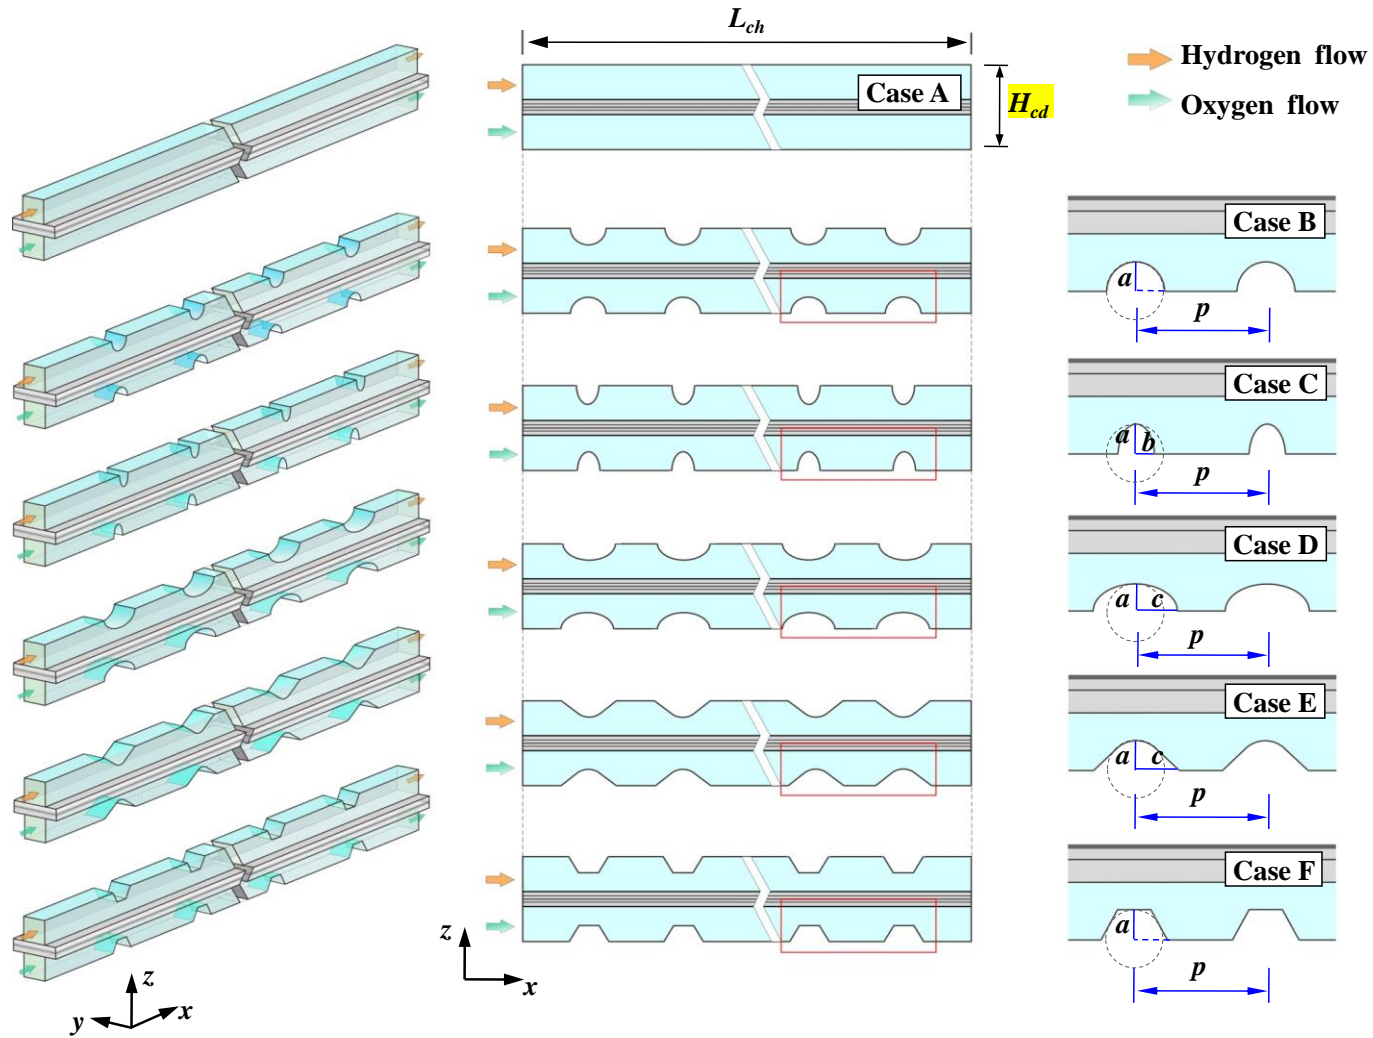 L_ch
Hydrogen flow
Oxygen flow
Case A
H_cd
Case B
a
p
Case C
a b
p
Case D
a c
p
Case E
a c
p
Case F
a
p
z
x
z
y x